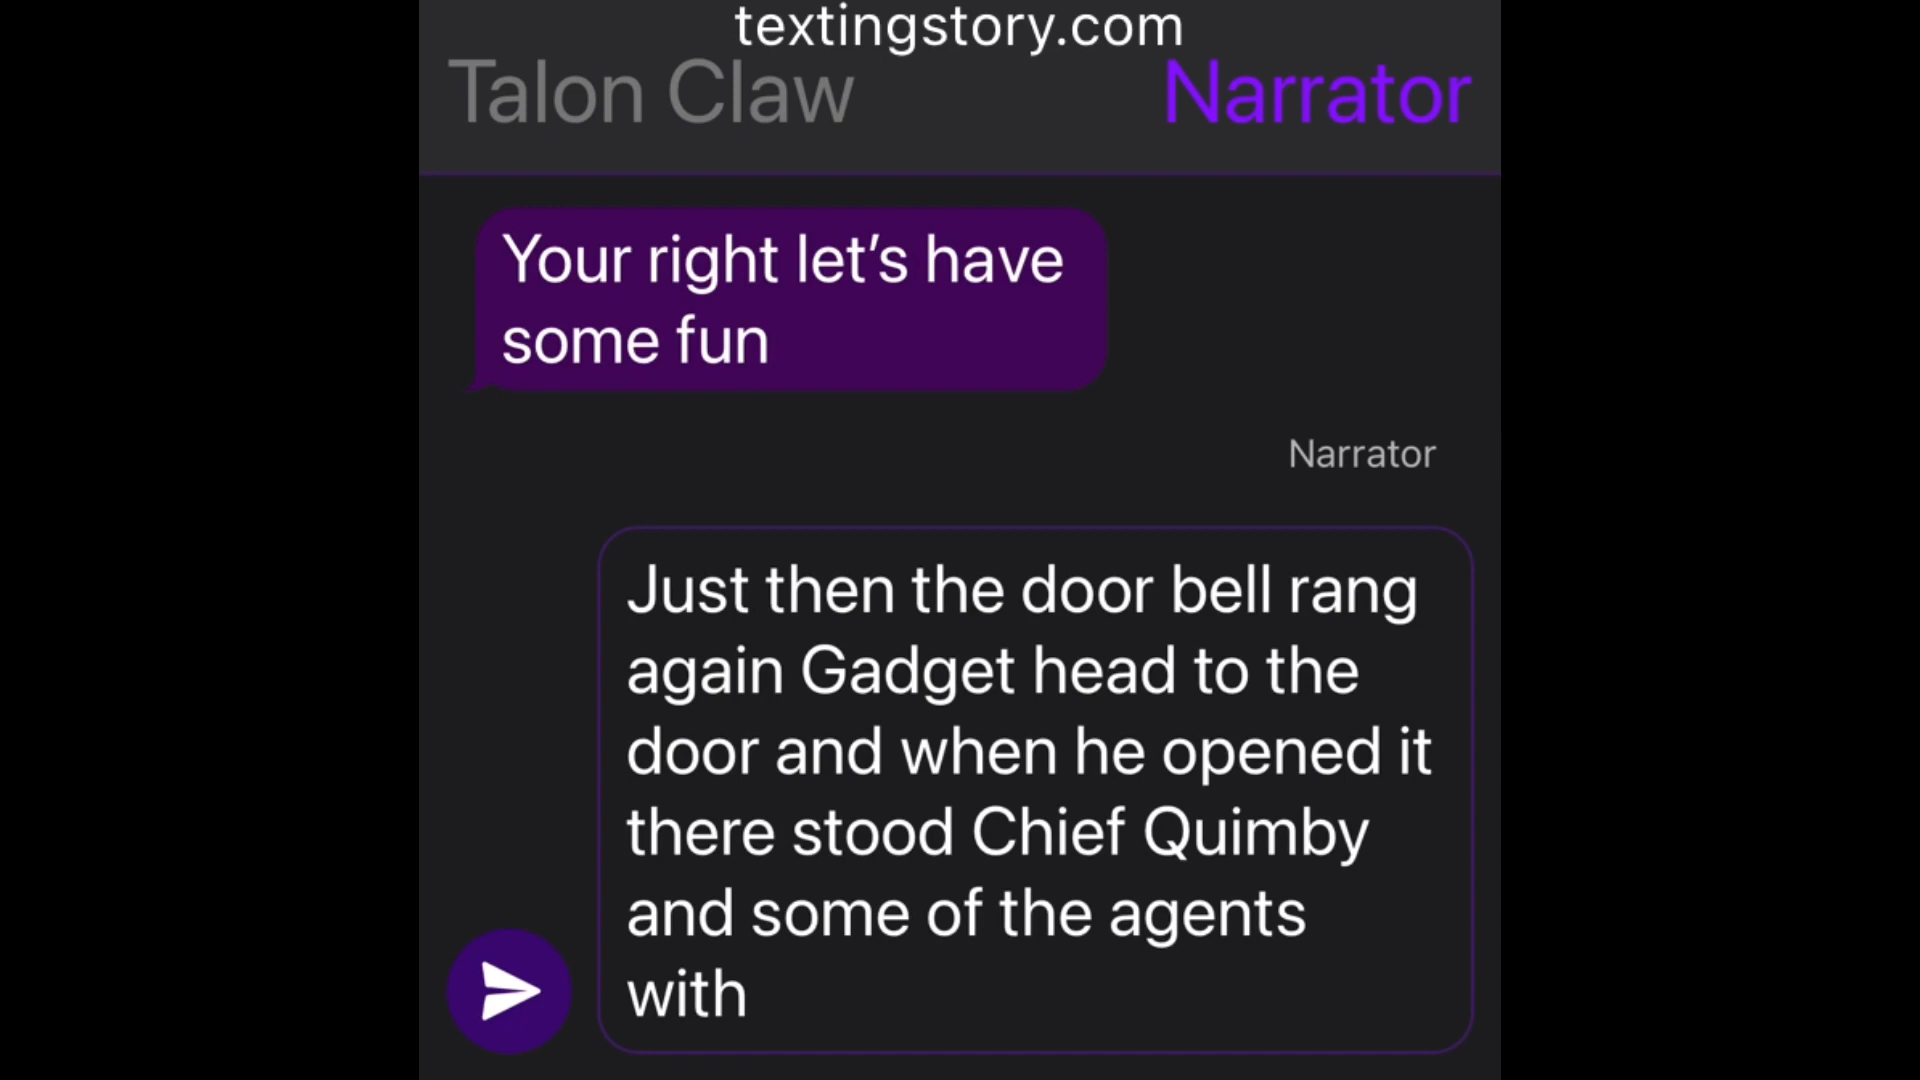 textingstory.com
Talon Claw
Narrator
Your right let’s have
some fun
Narrator
Just then the door bell rang
again Gadget head to the
door and when he opened it
there stood Chief Quimby
and some of the agents
with